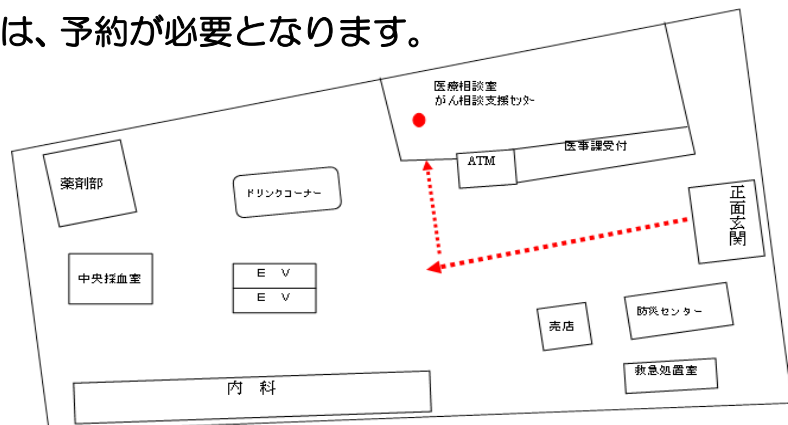 は、予約が必要となります。
医療相談室
がん相談支援センター
医事課受付
ATM
薬剤部
ドリンクコーナー
正面玄関
中央採血室
E V
E V
売店
防災センター
救急処置室
内 科